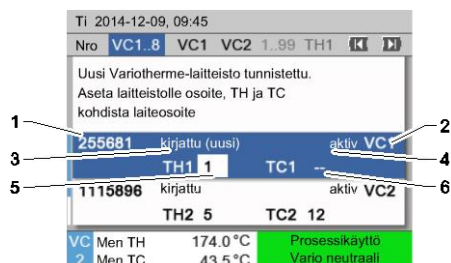 Ti 2014-12-09, 09:45
Nro VC1..8 VC1 VC2 1..99 TH1
Uusi Variotherme-laitteisto tunnistettu.
Aseta laitteistolle osoite, TH ja TC
kohdista laiteosoite
1
2
255681 kirjattu (uusi) aktiv VC1
3
4
TH1 1 TC1 --
5
6
1115896 kirjattu aktiv VC2
TH2 5 TC2 12
VC Men TH 174.0°C Prosessikäyttö
2 Men TC 43.5°C Vario neutraali